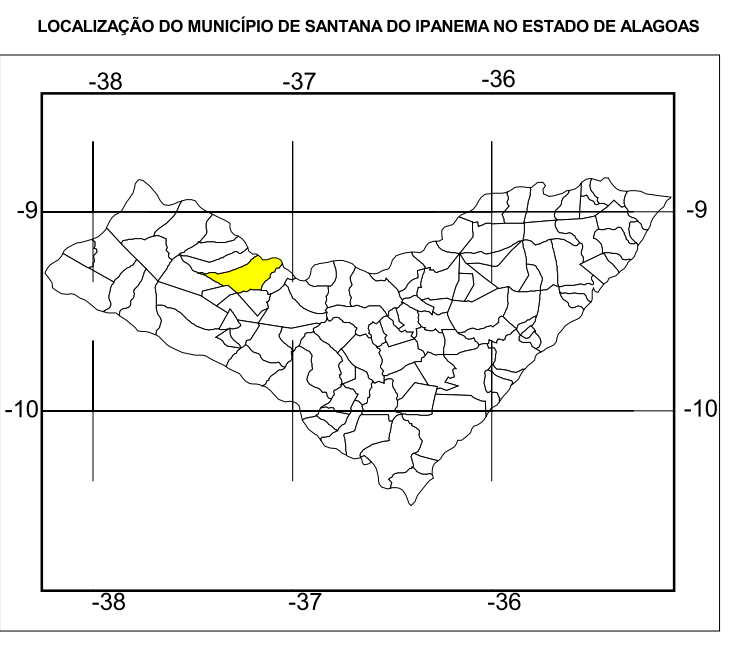 LOCALIZAÇÃO DO MUNICÍPIO DE SANTANA DO IPANEMA NO ESTADO DE ALAGOAS
-38 -37 -36
-9 -9
-10 -10
-38 -37 -36